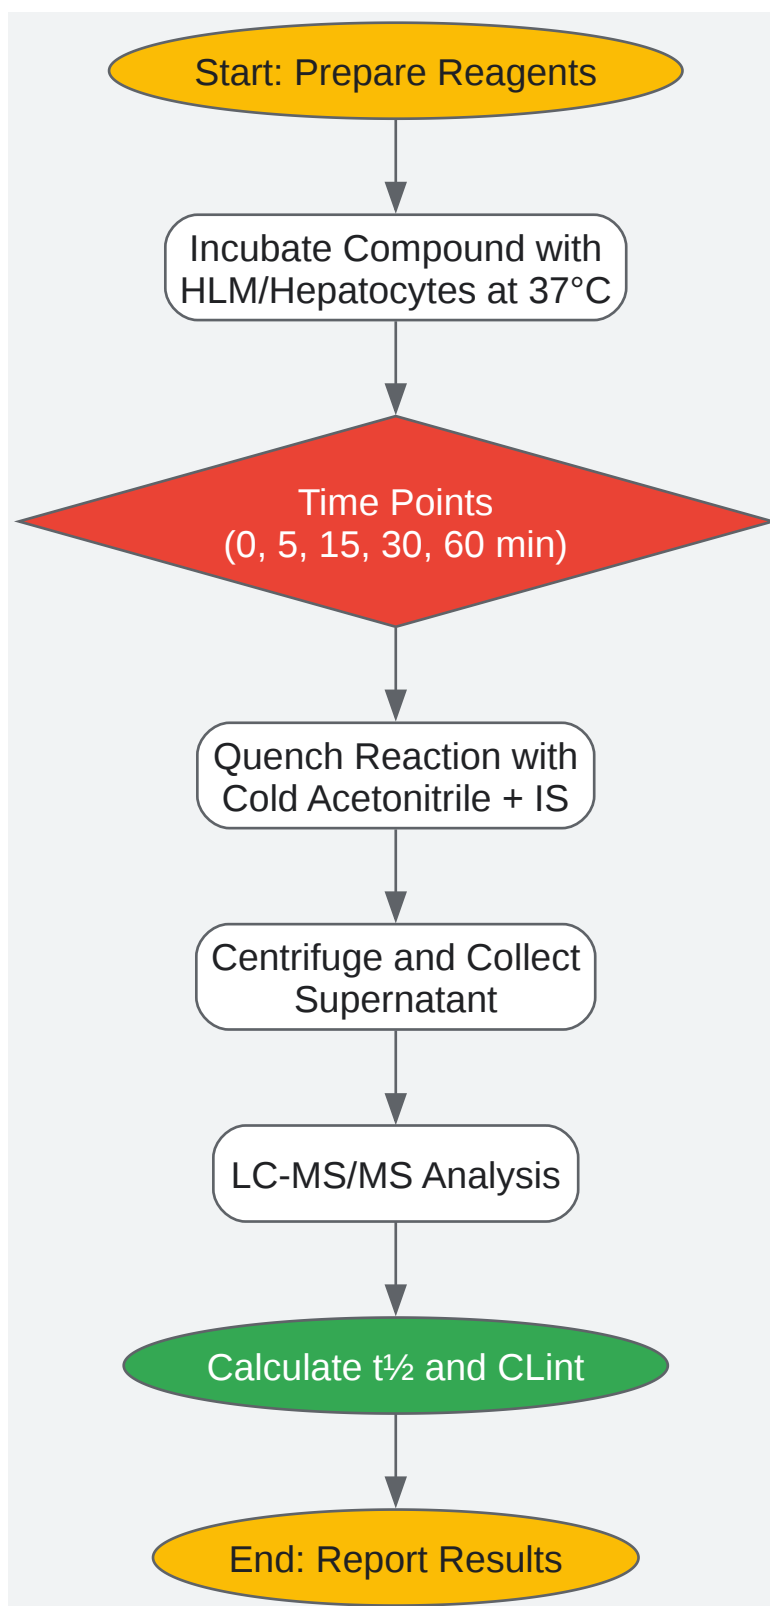 Start: Prepare Reagents
Incubate Compound with
HLM/Hepatocytes at 37°C
Time Points
(0, 5, 15, 30, 60 min)
Quench Reaction with
Cold Acetonitrile + IS
Centrifuge and Collect
Supernatant
LC-MS/MS Analysis
Calculate t½ and CLint
End: Report Results